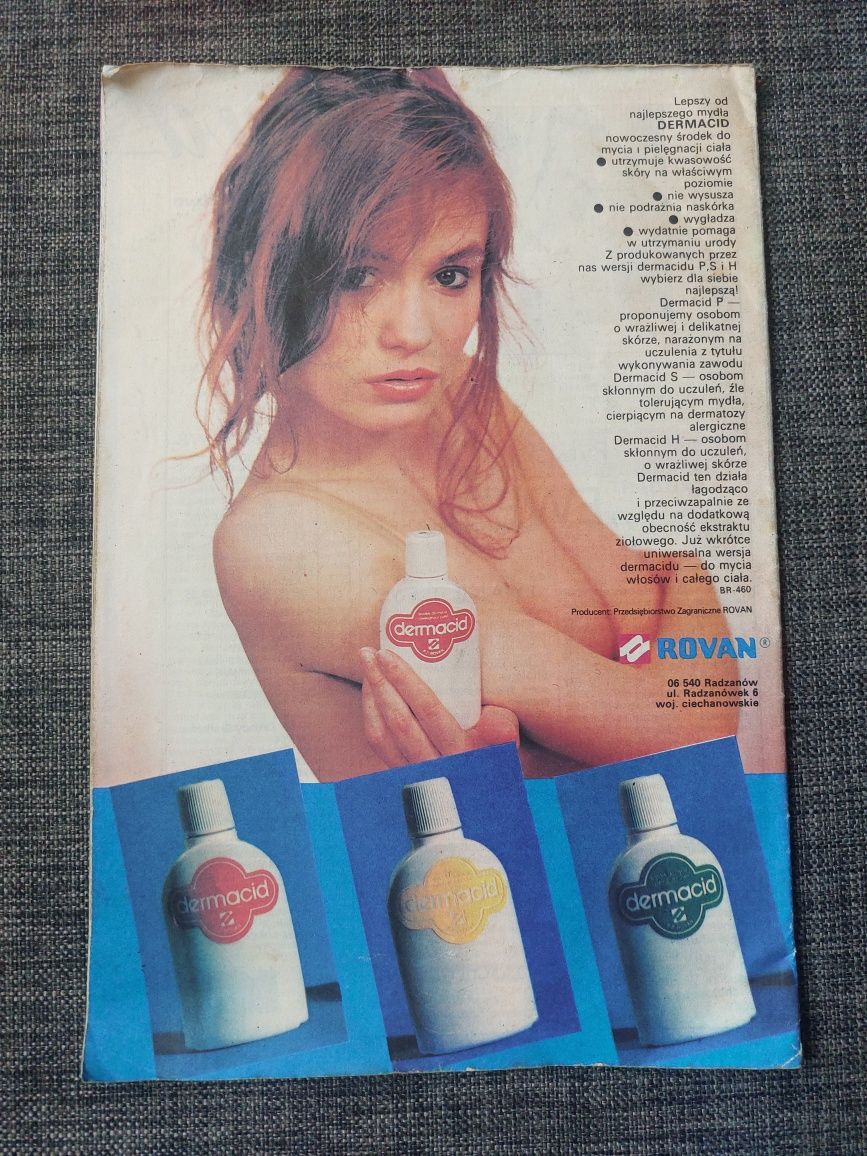 Lepszy od
najlepszego mydła
DERMACID
nowoczesny środek do
mycia i pielęgnacji ciała
● utrzymuje kwasowość
skóry na właściwym
poziomie
● nie wysusza
● nie podrażnia naskórka
● wygładza
● wydatnie pomaga
w utrzymaniu urody
Z produkowanych przez
nas wersji dermacidu P,S i H
wybierz dla siebie
najlepszą!
Dermacid P —
proponujemy osobom
o wrażliwej i delikatnej
skórze, narażonym na
uczulenia z tytułu
wykonywania zawodu
Dermacid S — osobom
skłonnym do uczuleń, źle
tolerującym mydła,
cierpiącym na dermatozy
alergiczne
Dermacid H — osobom
skłonnym do uczuleń,
o wrażliwej skórze
Dermacid ten działa
łagodząco
i przeciwzapalnie ze
względu na dodatkową
obecność ekstraktu
ziołowego. Już wkrótce
uniwersalna wersja
dermacidu — do mycia
włosów i całego ciała.
BR-460
Producent: Przedsiębiorstwo Zagraniczne ROVAN
ROVAN®
06 540 Radzanów
ul. Radzanówek 6
woj. ciechanowskie
dermacid
dermacid
dermacid
dermacid